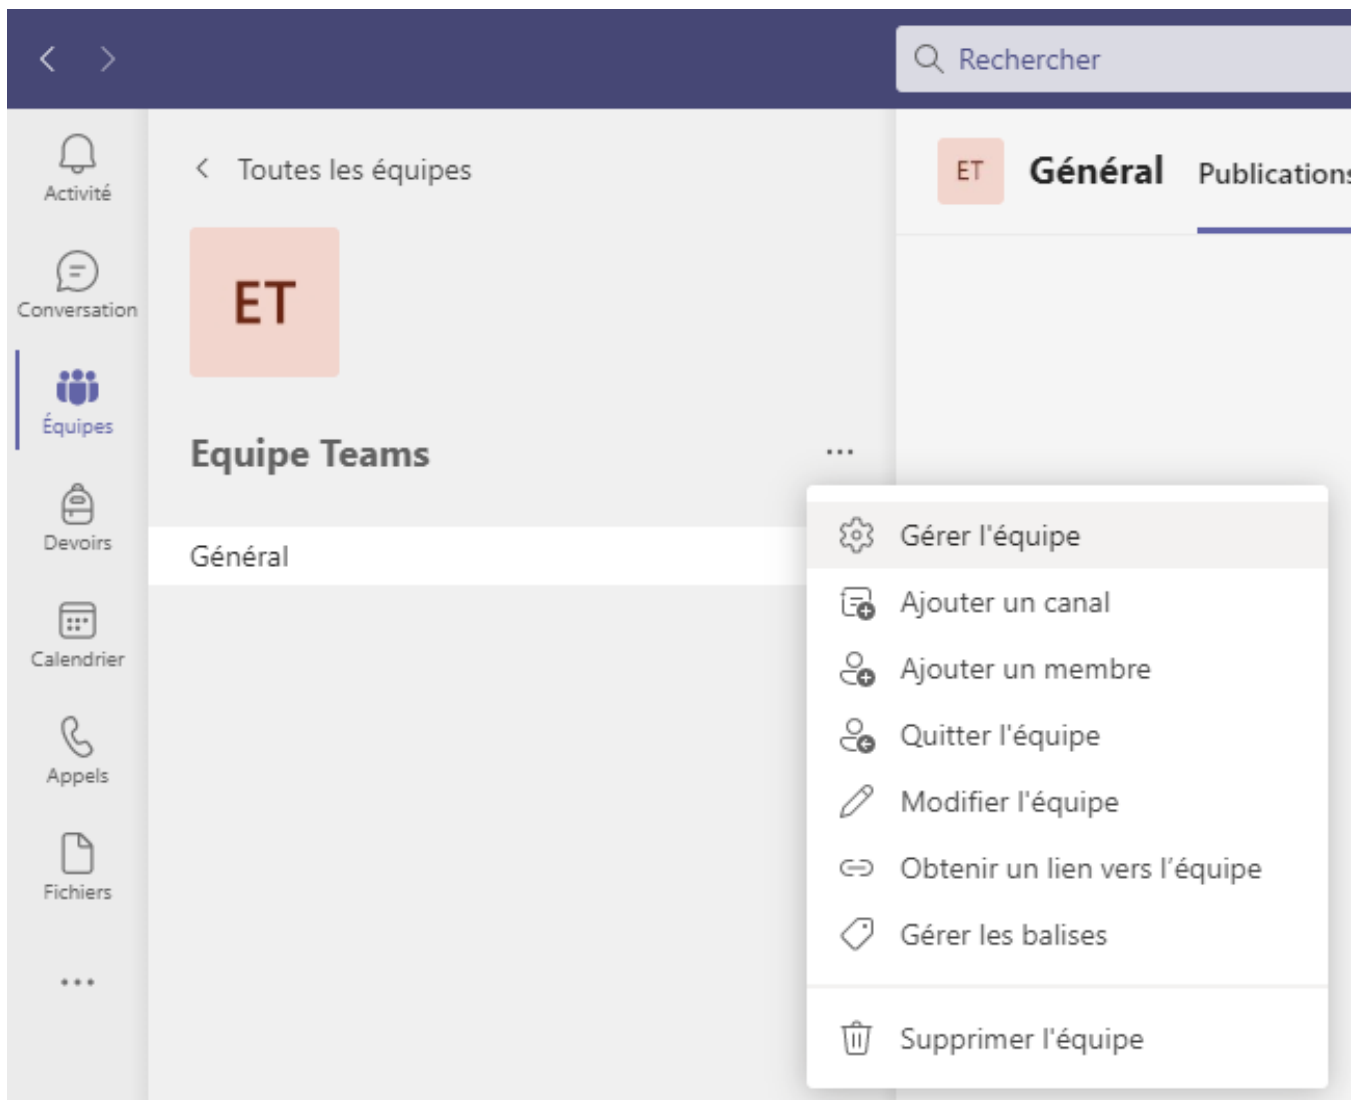 Rechercher
Activité
Conversation
Équipes
Devoirs
Calendrier
Appels
Fichiers
...
Toutes les équipes
ET
Equipe Teams ...
Général
ET Général Publications
Gérer l'équipe
Ajouter un canal
Ajouter un membre
Quitter l'équipe
Modifier l'équipe
Obtenir un lien vers l’équipe
Gérer les balises
Supprimer l'équipe